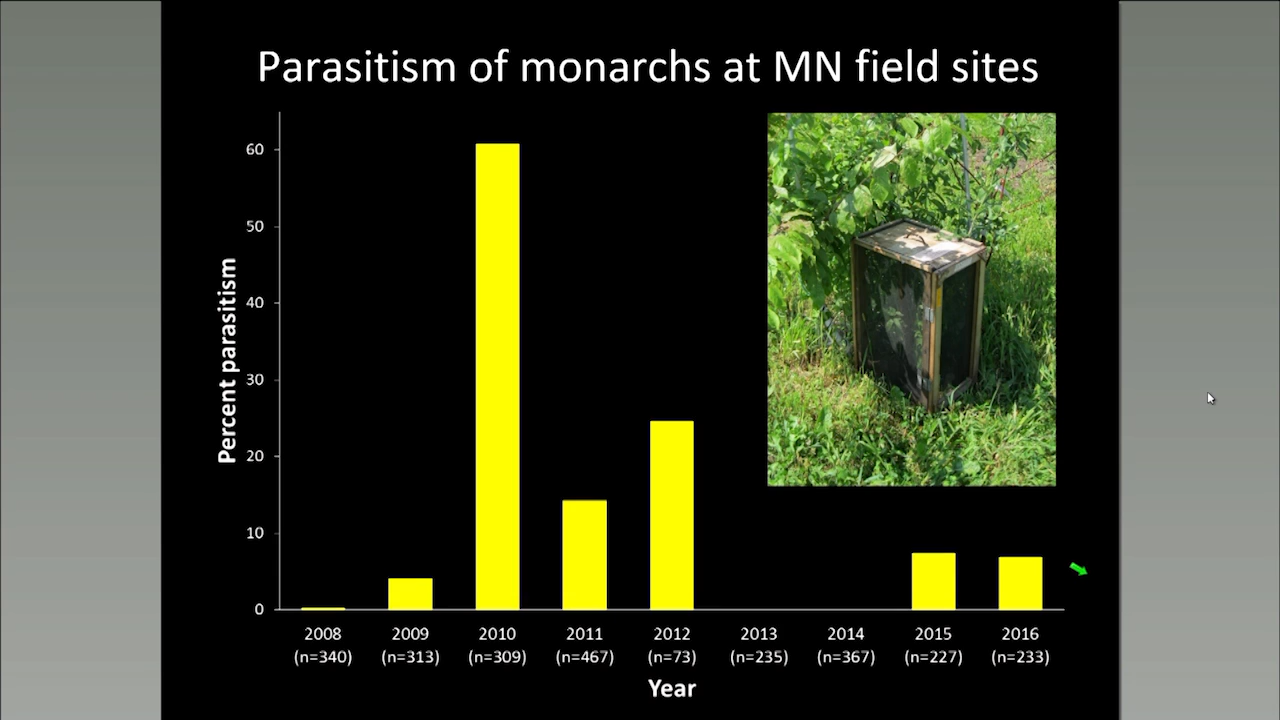 Parasitism of monarchs at MN field sites
Percent parasitism
60
50
40
30
20
10
0
2008 2009 2010 2011 2012 2013 2014 2015 2016
(n=340) (n=313) (n=309) (n=467) (n=73) (n=235) (n=367) (n=227) (n=233)
Year